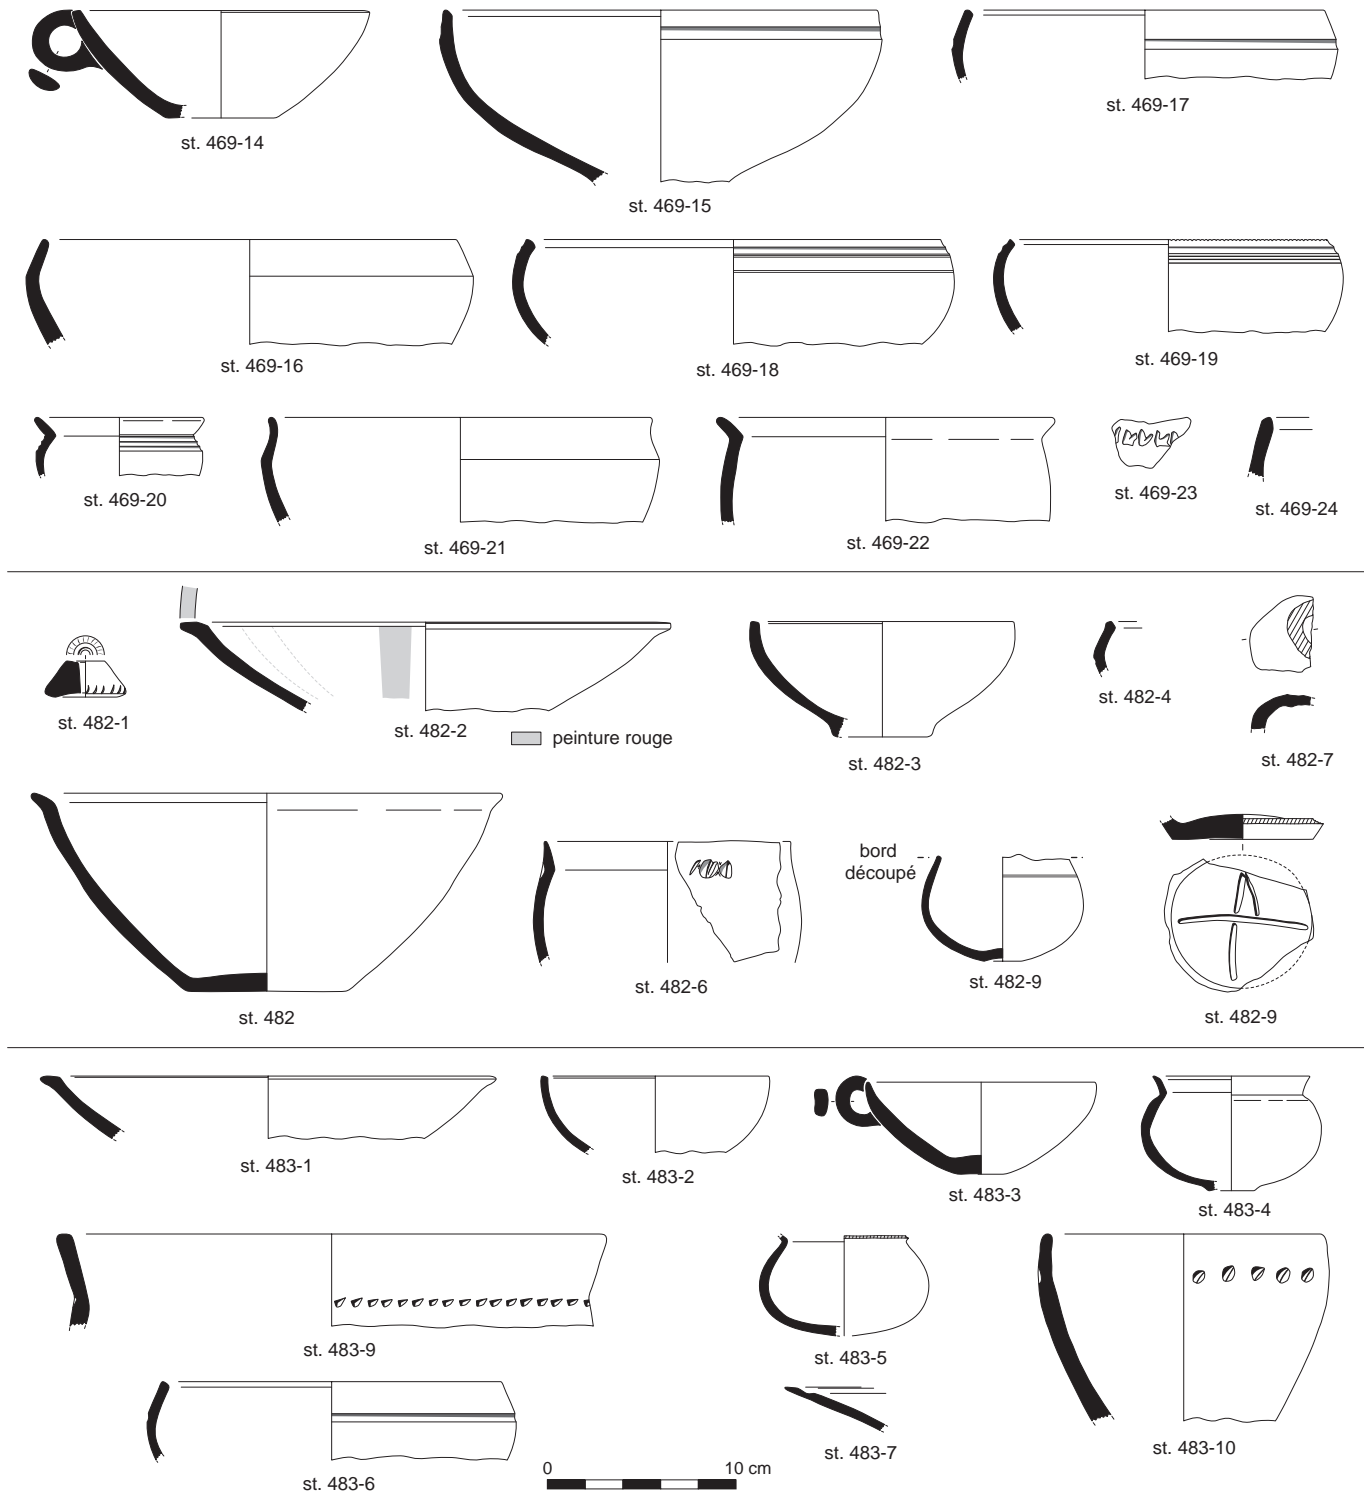 st. 469-14
st. 469-15
st. 469-17
st. 469-16
st. 469-18
st. 469-19
st. 469-20
st. 469-21
st. 469-22
st. 469-23
st. 469-24
st. 482-1
st. 482-2
peinture rouge
st. 482-3
st. 482-4
st. 482-7
st. 482
st. 482-6
bord
découpé
st. 482-9
st. 482-9
st. 483-1
st. 483-2
st. 483-3
st. 483-4
st. 483-9
st. 483-5
st. 483-10
st. 483-6
st. 483-7
0 10 cm